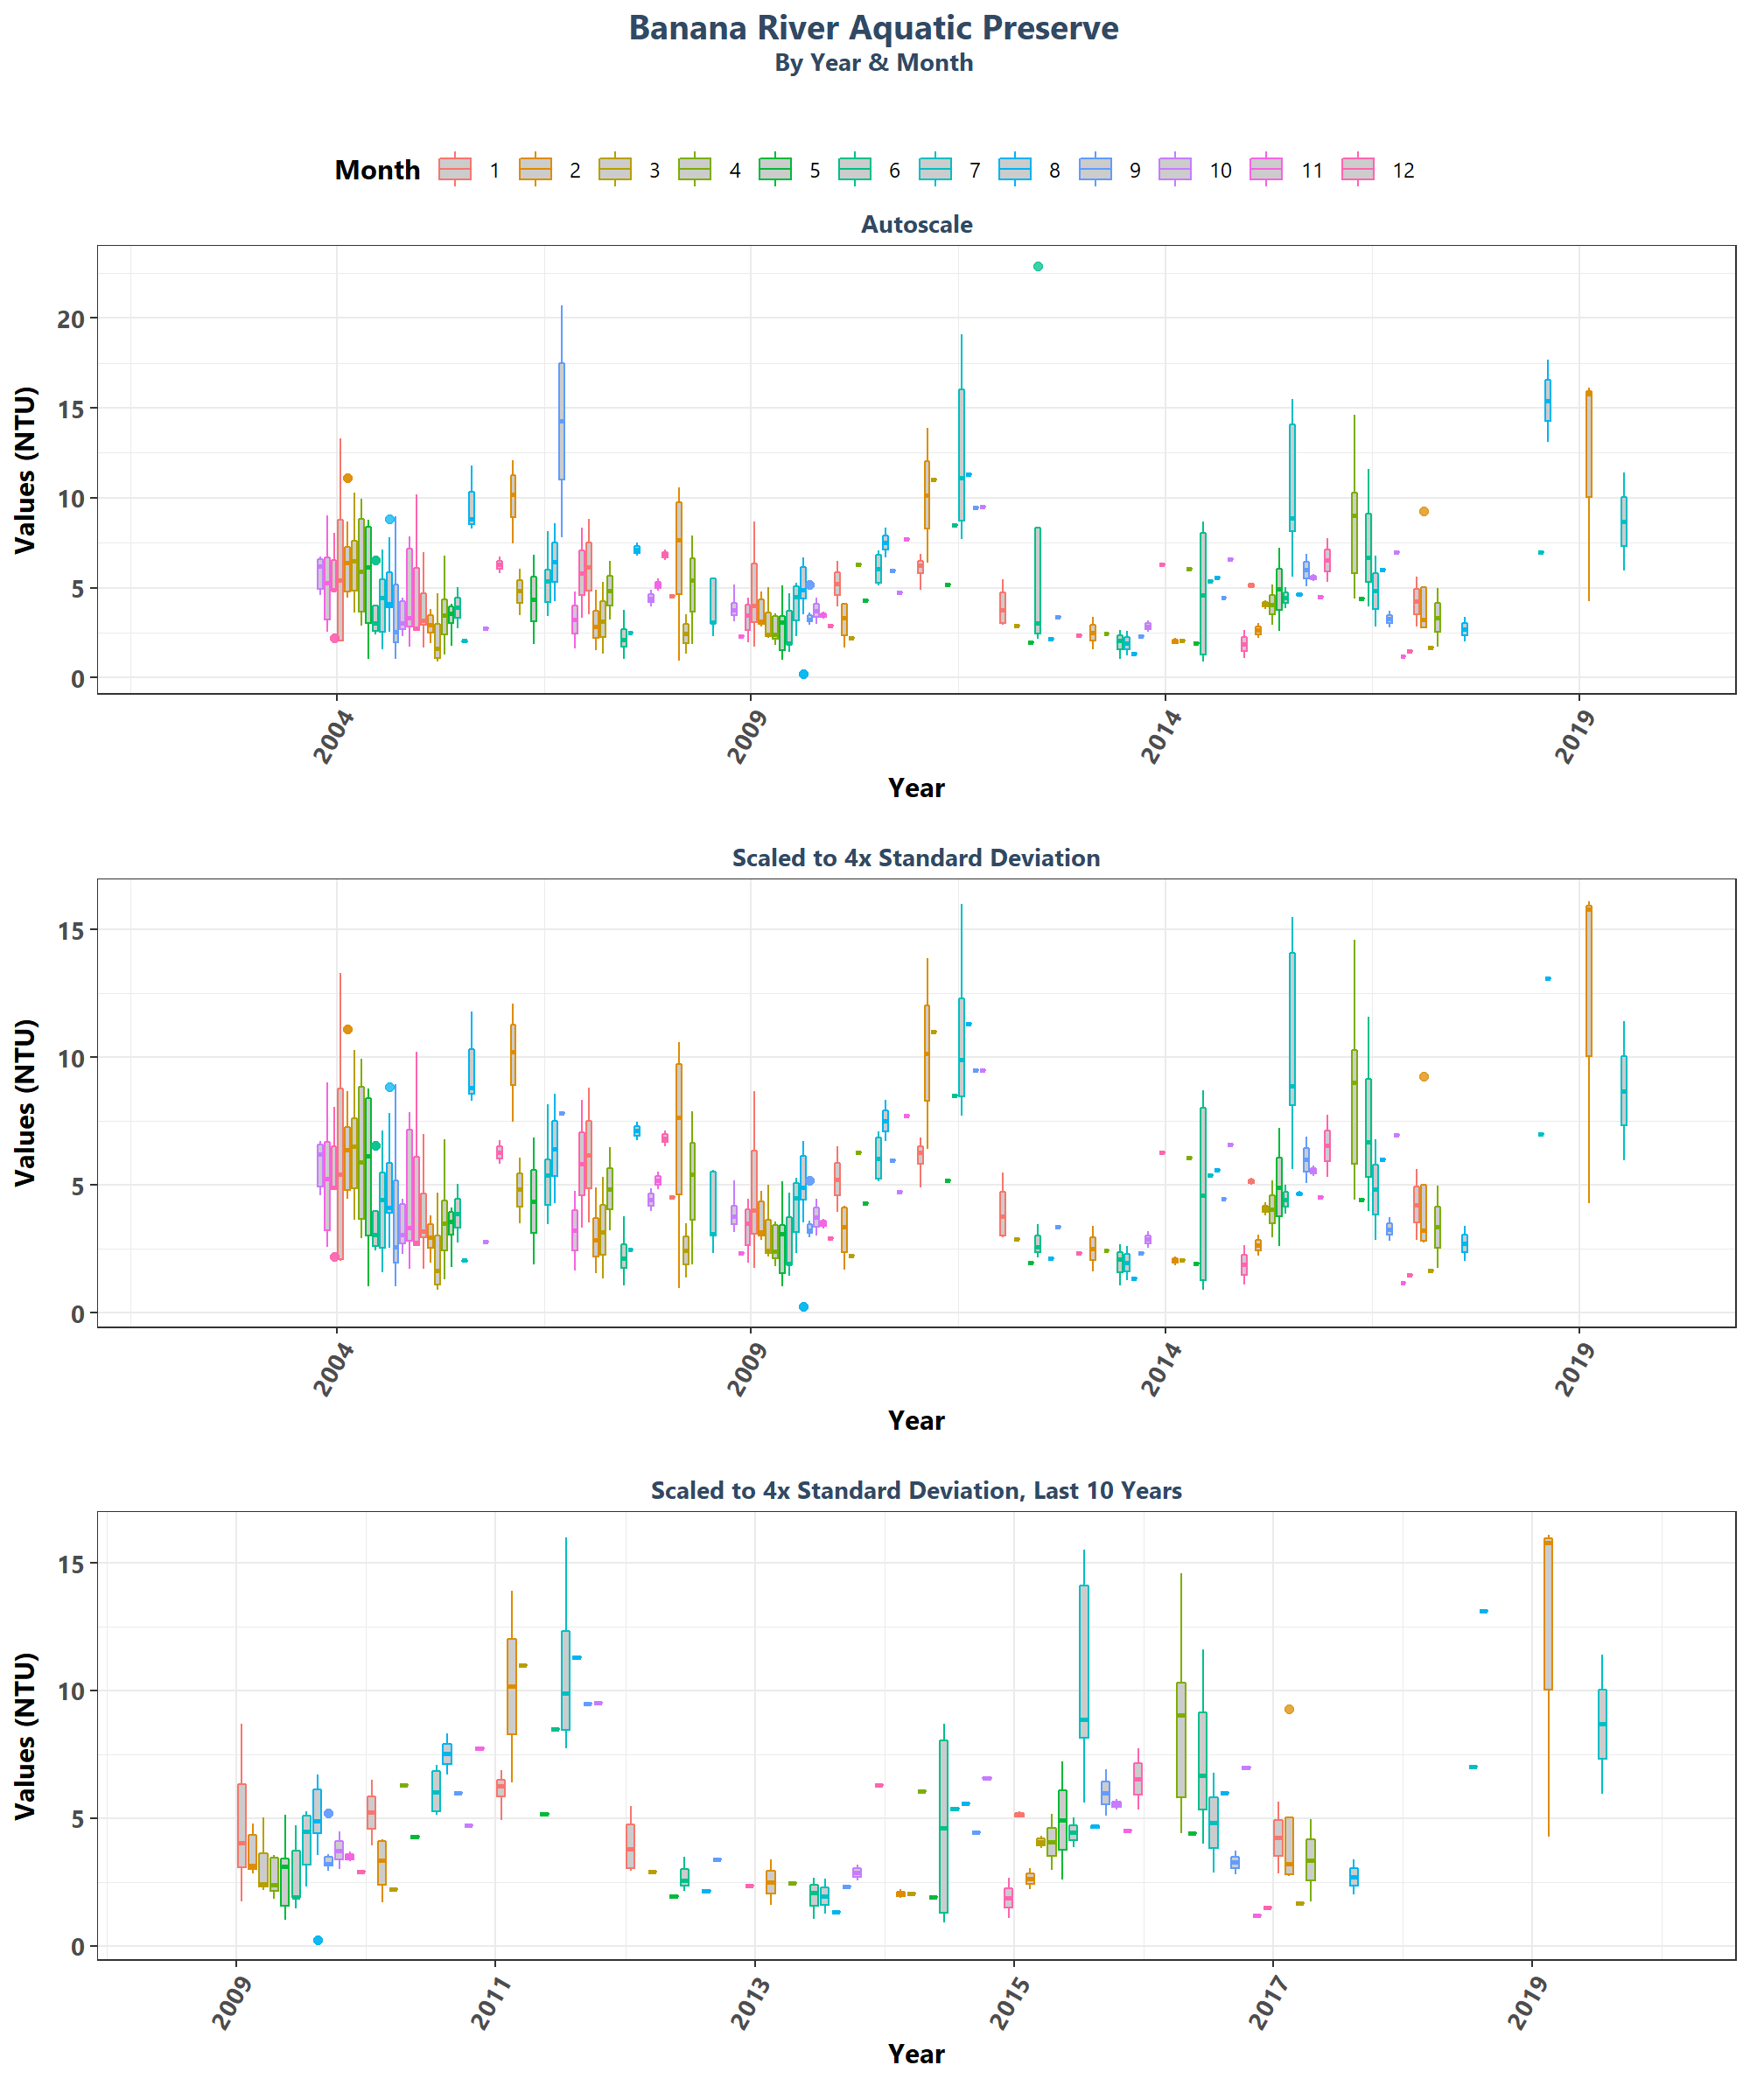 Banana River Aquatic Preserve
By Year & Month
Month 1 2 3 4 5 6 7 8 9 10 11 12
Autoscale
Values (NTU)
20
15
10
5
0
2004 2009 2014 2019
Year
Scaled to 4x Standard Deviation
Values (NTU)
15
10
5
0
2004 2009 2014 2019
Year
Scaled to 4x Standard Deviation, Last 10 Years
Values (NTU)
15
10
5
0
2009 2011 2013 2015 2017 2019
Year